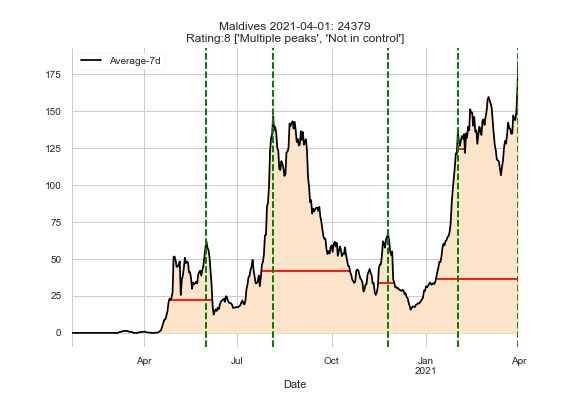 Maldives 2021-04-01: 24379
Rating:8 ['Multiple peaks', 'Not in control']
Average-7d
175
150
125
100
75
50
25
0
Apr Jul Oct Jan Apr
2021
Date